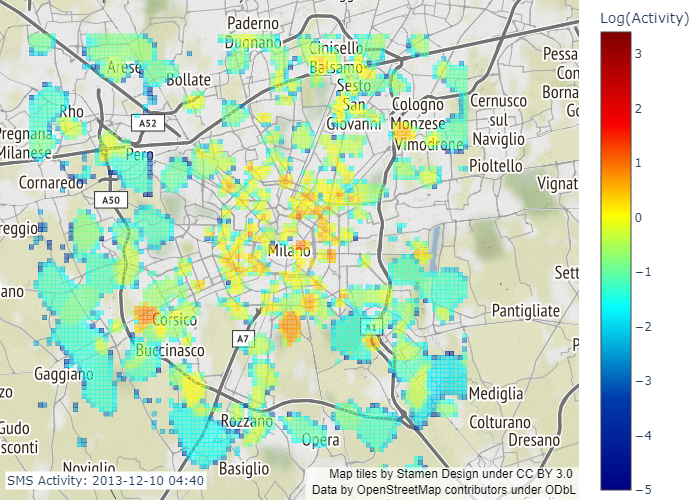 Log(Activity)
3
2
1
0
−1
−2
−3
−4
−5
Paderno
Dugnano
Cinisello
Balsamo
Arese
Bollate
Sesto
San
Giovanni
Cologno
Monzese
Cernusco
sul
Naviglio
Pessa
Con
Borna
Go
Rho
A52
Pregnana
Milanese
Pero
Vimodrone
Pioltello
Cornaredo
Vignat
A50
reggio
Milano
Sett
ano
Pantigliate
Corsico
A1
A7
Buccinasco
P
Gaggiano
Mediglia
zo
Rozzano
Colturano
Gudo
sconti
Opera
Dresano
Noviglio
Basiglio
SMS Activity: 2013-12-10 04:40
Map tiles by Stamen Design under CC BY 3.0
Data by OpenStreetMap contributors under ODbL